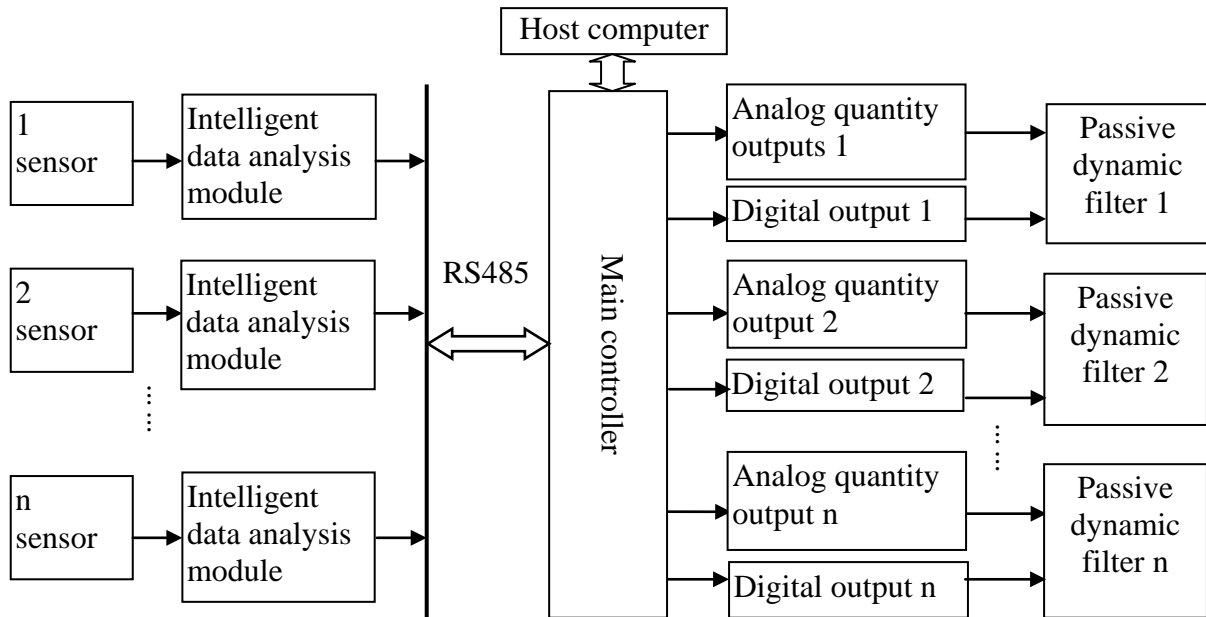 Host computer
1
sensor
Intelligent
data analysis
module
2
sensor
Intelligent
data analysis
module
......
n
sensor
Intelligent
data analysis
module
RS485
Main controller
Analog quantity
outputs 1
Digital output 1
Passive
dynamic
filter 1
Analog quantity
output 2
Digital output 2
Passive
dynamic
filter 2
......
Analog quantity
output n
Digital output n
Passive
dynamic
filter n